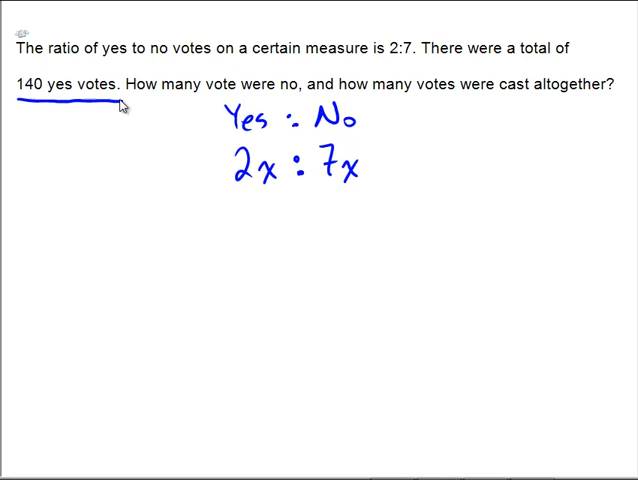 The ratio of yes to no votes on a certain measure is 2:7. There were a total of
140 yes votes. How many vote were no, and how many votes were cast altogether?
Yes : No
2x : 7x